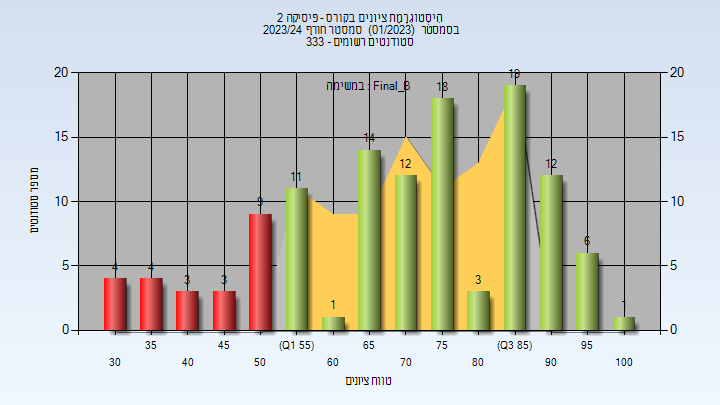 היסטוגרמת ציונים בקורס - פיסיקה 2
בסמסטר (01/2023) סמסטר חורף 2023/24
סטודנטים רשומים - 333
במשימה : Final_B
מספר סטודנטים
20 20
15 15
10 10
5 5
0 0
4 4 3 3 9 11 1 14 12 18 3 19 12 6 1
35 45 (Q1 55) 65 75 (Q3 85) 95
30 40 50 60 70 80 90 100
טווח ציונים